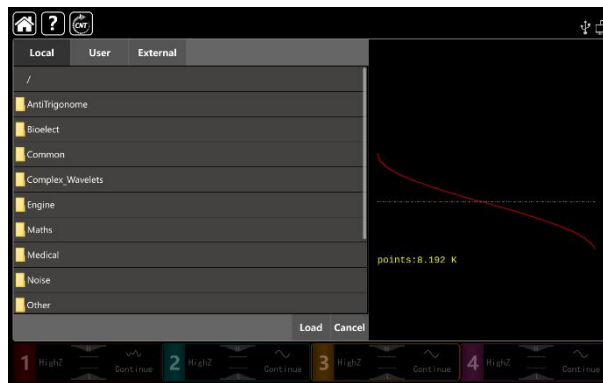 ? CNT
Local User External
/
AntiTrigonome
Bioelect
Common
Complex_Wavelets
Engine
Maths
Medical
points:8.192 K
Noise
Other
Load Cancel
1 HighZ Continue 2 HighZ Continue 3 HighZ Continue 4 HighZ Continue